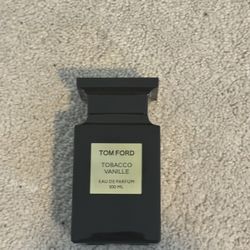 TOM FORD
TOBACCO
VANILLE
EAU DE PARFUM
100 ML